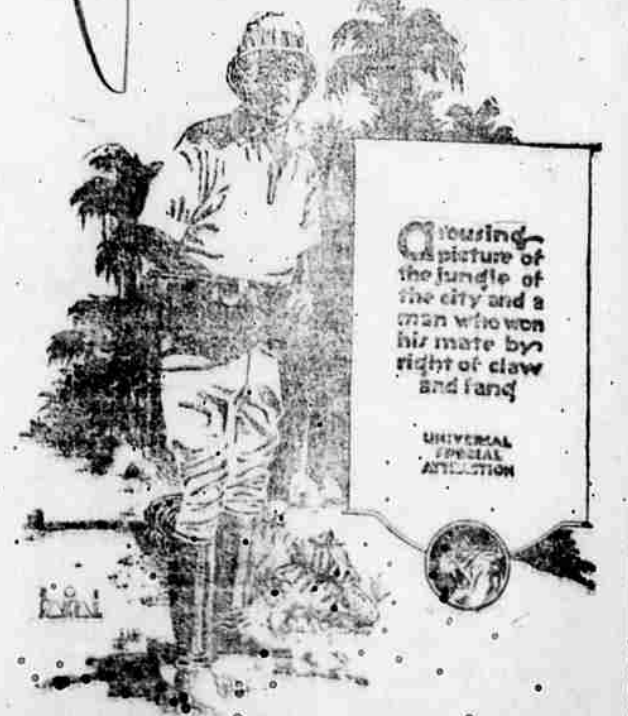 A rousing
picture of
the jungle of
the city and a
man who won
his mate by
right of claw
and fang
UNIVERSAL
SPECIAL
ATTRACTION